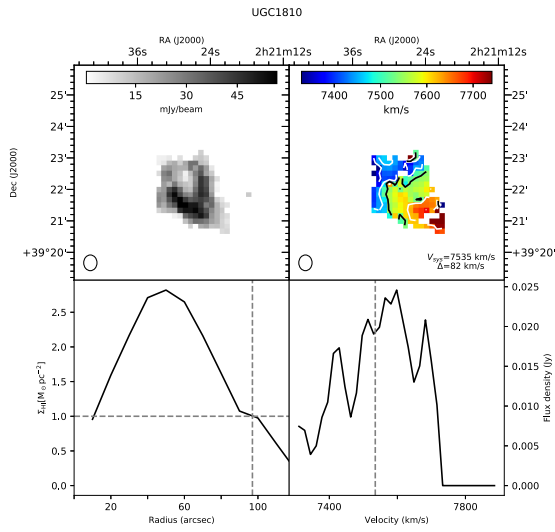 UGC1810
RA (J2000)
RA (J2000)
36s 24s 2h21m12s
36s 24s 2h21m12s
15 30 45
mJy/beam
7400 7500 7600 7700
km/s
Dec (J2000)
25'
24'
23'
22'
21'
+39°20'
25'
24'
23'
22'
21'
+39°20'
V_sys=7535 km/s
Δ=82 km/s
Σ_HI[M_⊙pc⁻²]
2.5
2.0
1.5
1.0
0.5
0.0
20 60 100
Radius (arcsec)
7400 7800
Velocity (km/s)
0.025
0.020
0.015
0.010
0.005
0.000
Flux density (Jy)